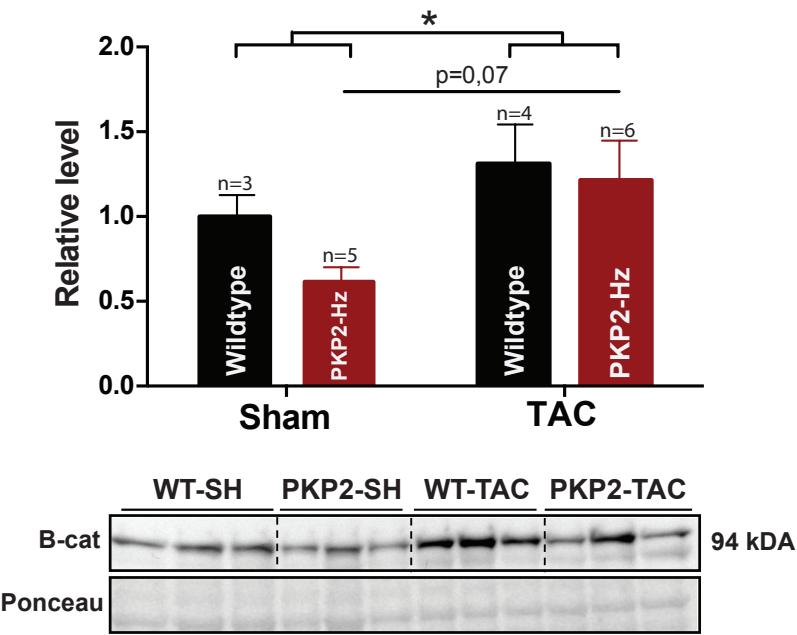 *
2.0
p=0,07
n=4
n=6
1.5
n=3
1.0
n=5
0.5
0.0
Relative level
Wildtype
PKP2-Hz
Wildtype
PKP2-Hz
Sham
TAC
WT-SH PKP2-SH WT-TAC PKP2-TAC
B-cat
94 kDA
Ponceau